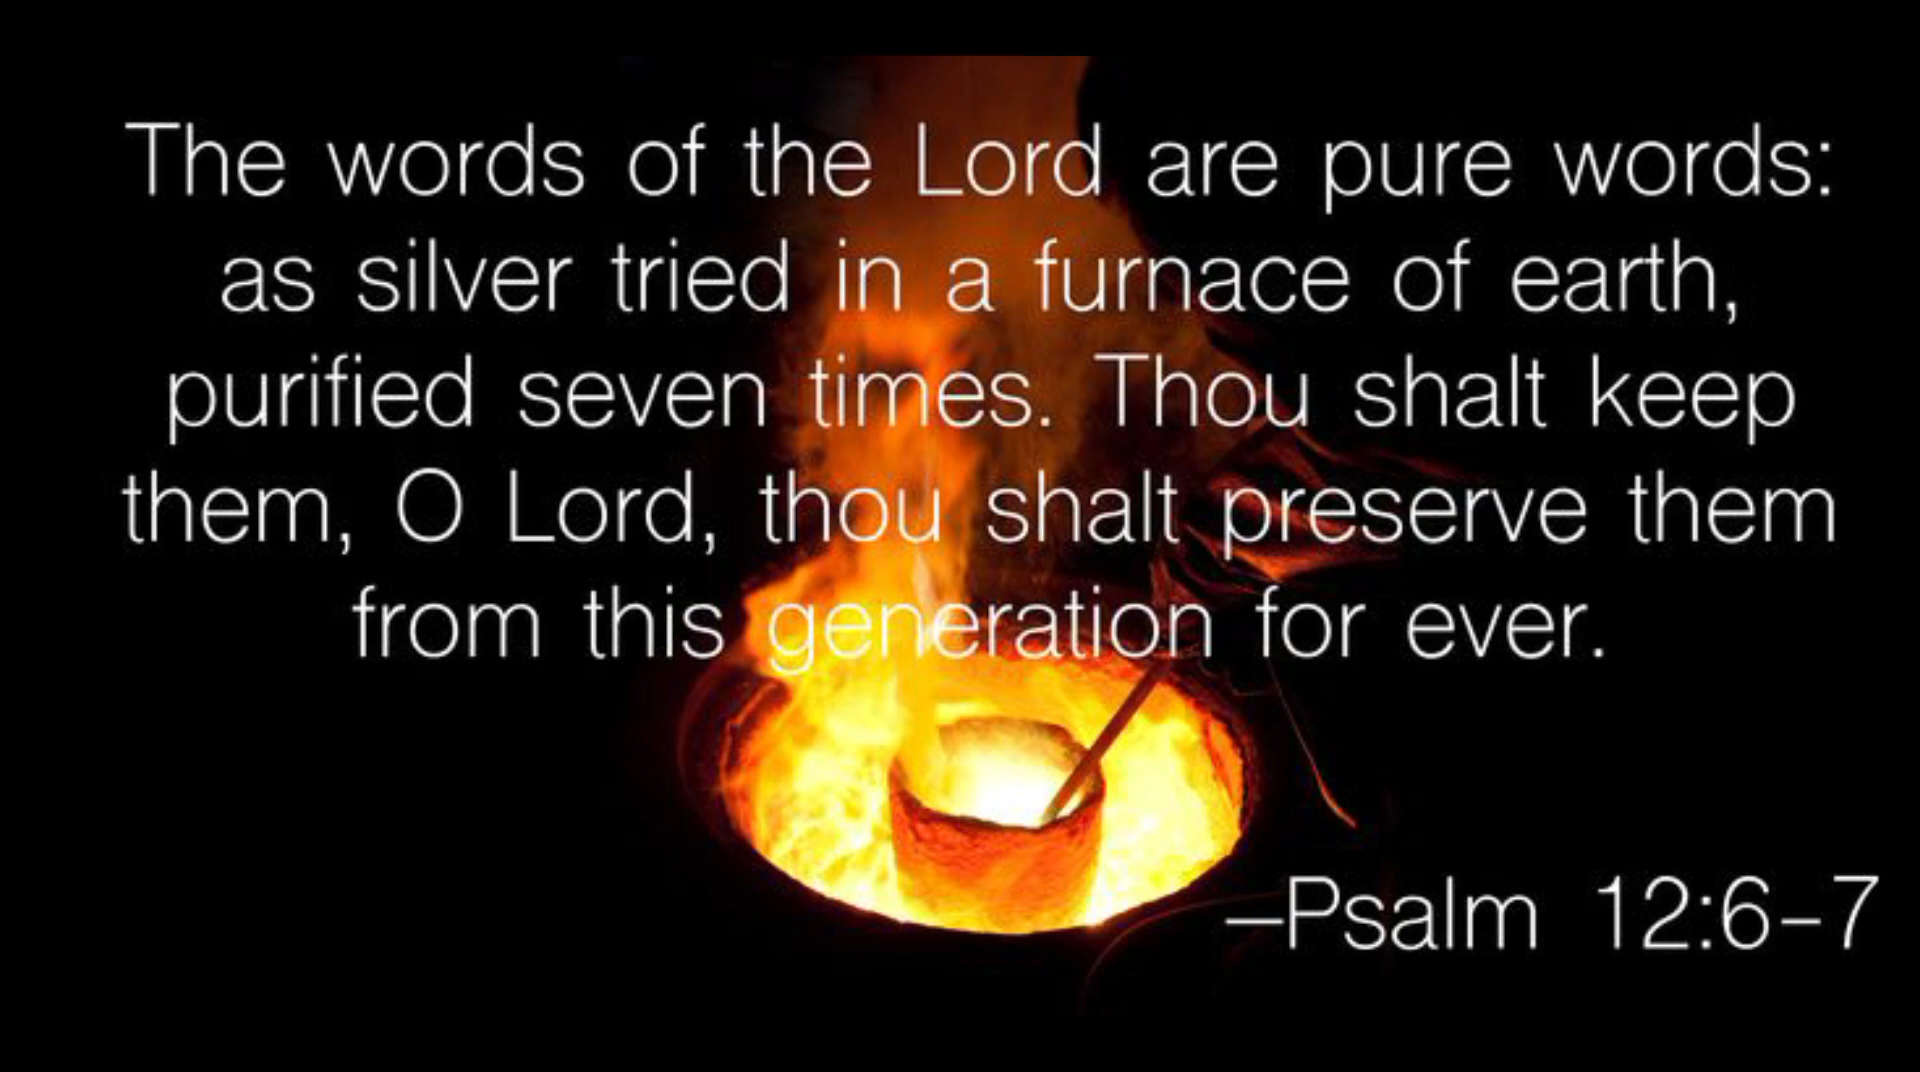 The words of the Lord are pure words:
as silver tried in a furnace of earth,
purified seven times. Thou shalt keep
them, O Lord, thou shalt preserve them
from this generation for ever.
–Psalm 12:6–7